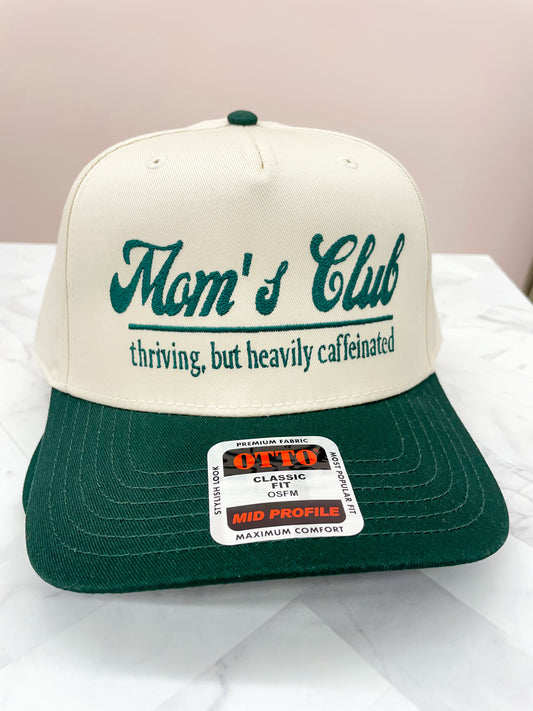 Mom's Club
thriving, but heavily caffeinated
PREMIUM FABRIC
STYLISH LOOK
OTTO
CLASSIC
FIT
OSFM
MID PROFILE
MOST POPULAR FIT
MAXIMUM COMFORT